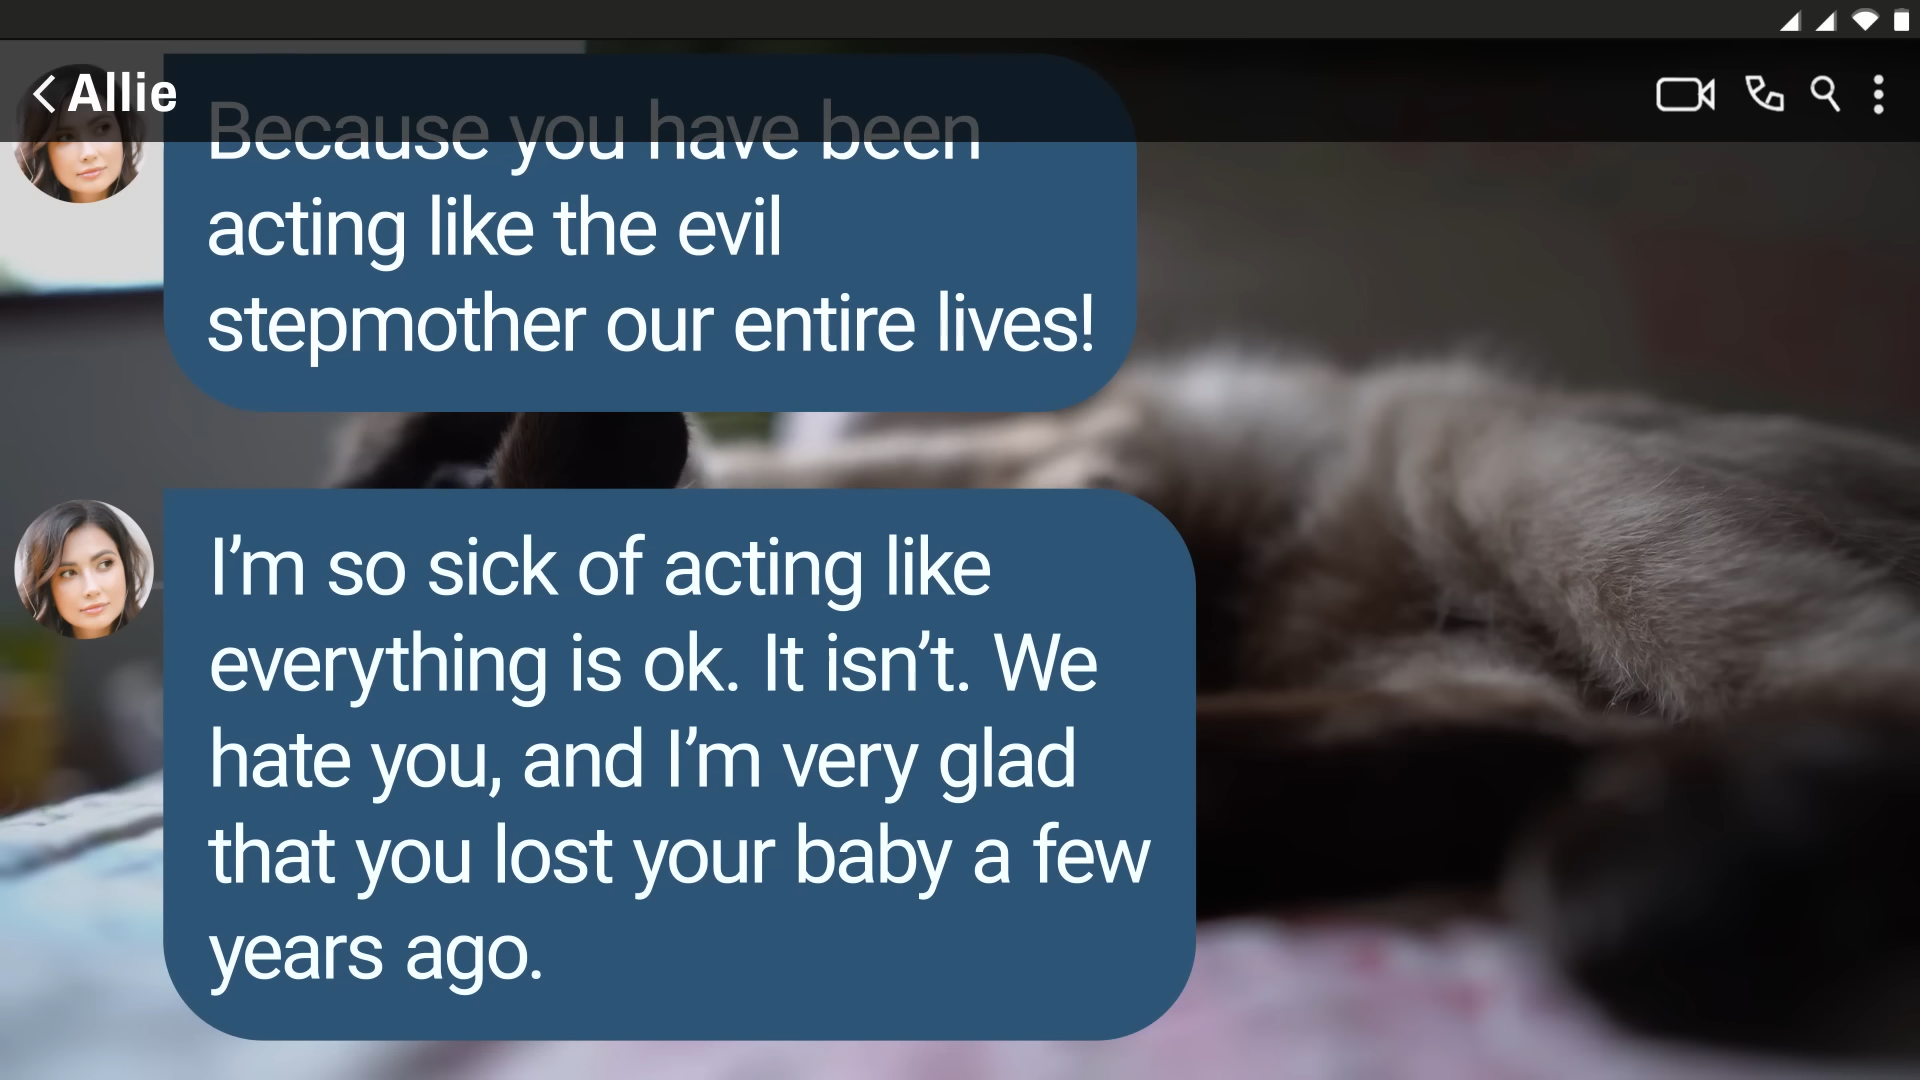 Allie
Because you have been
acting like the evil
stepmother our entire lives!
I’m so sick of acting like
everything is ok. It isn’t. We
hate you, and I’m very glad
that you lost your baby a few
years ago.